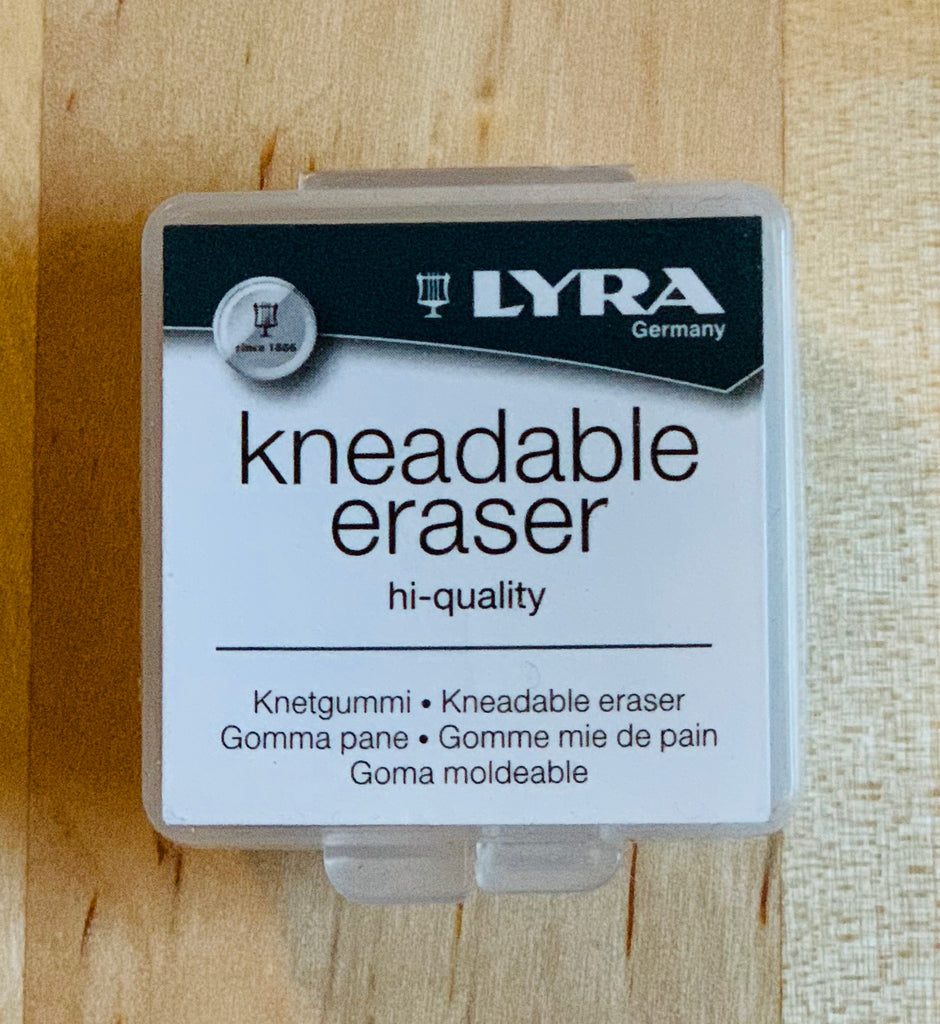 LYRA
Germany
since 1806
kneadable
eraser
hi-quality
Knetgummi • Kneadable eraser
Gomma pane • Gomme mie de pain
Goma moldeable